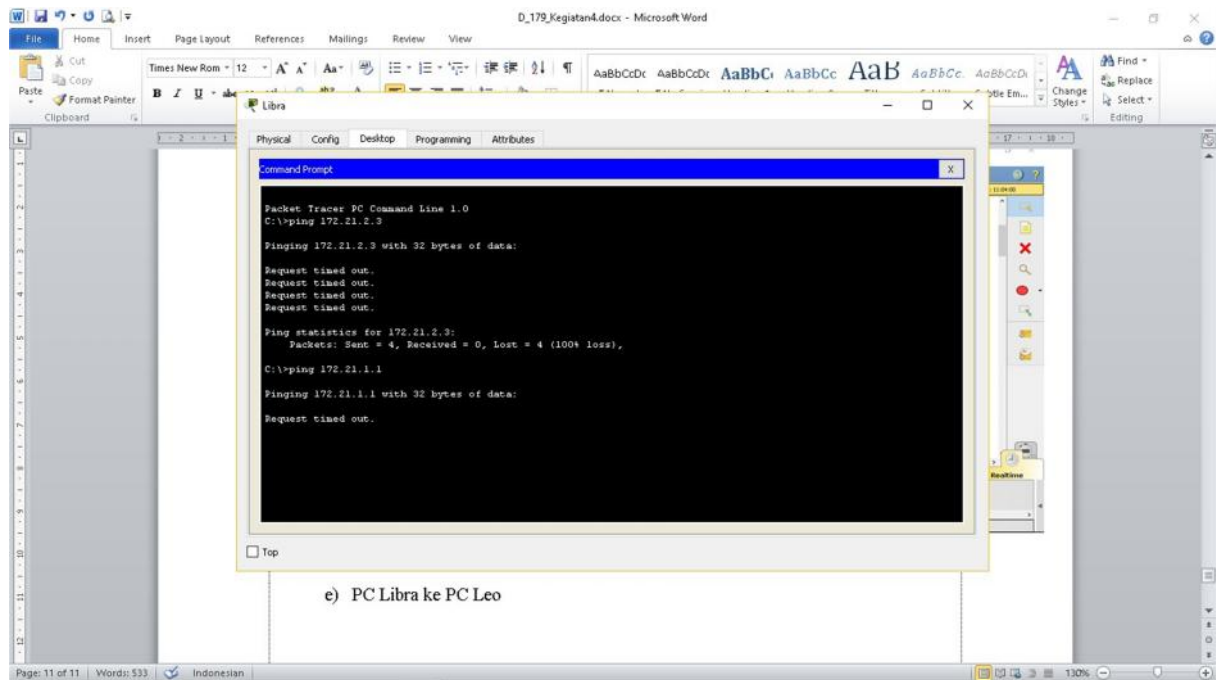 D_179_Kegiatan4.docx - Microsoft Word
File Home Insert Page Layout References Mailings Review View
Cut
Copy
Paste
Format Painter
Clipboard
Times New Rom 12
AaBbCcDc AaBbCcDc AaBbC AaBbCc AaB AaBbCc. AaBbCcDi
btle Em...
Change
Styles
Find
Replace
Select
Editing
Libra
Physical Config Desktop Programming Attributes
Command Prompt
X
Packet Tracer PC Command Line 1.0
C:\>ping 172.21.2.3
Pinging 172.21.2.3 with 32 bytes of data:
Request timed out.
Request timed out.
Request timed out.
Request timed out.
Ping statistics for 172.21.2.3:
Packets: Sent = 4, Received = 0, Lost = 4 (100% loss),
C:\>ping 172.21.1.1
Pinging 172.21.1.1 with 32 bytes of data:
Request timed out.
Realtime
Top
e) PC Libra ke PC Leo
Page: 11 of 11 Words: 533 Indonesian 130%